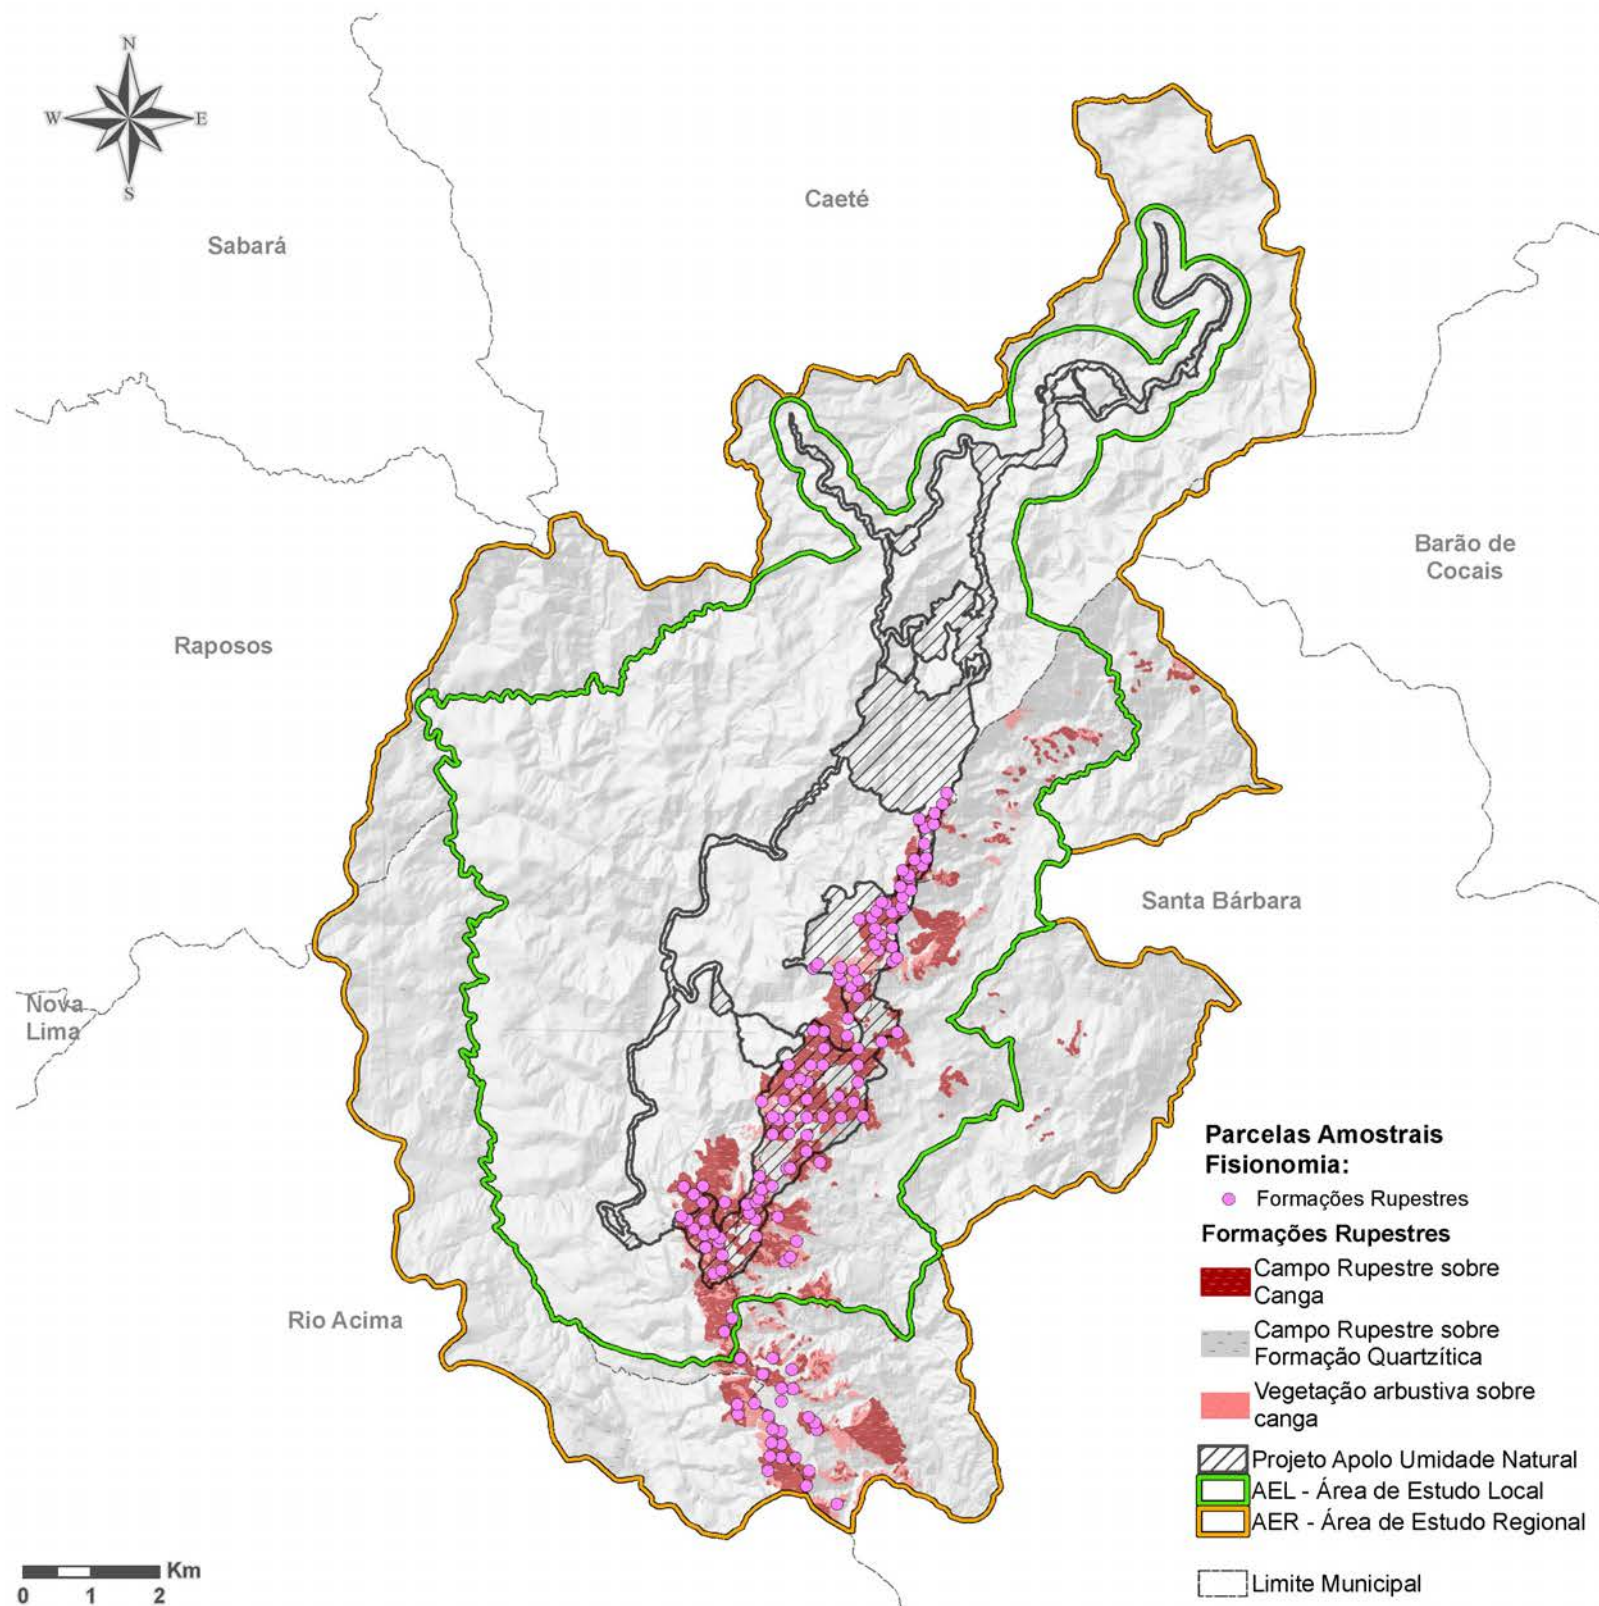 N
W E
S
Caeté
Sabará
Barão de
Cocais
Raposos
Santa Bárbara
Nova
Lima
Rio Acima
Parcelas Amostrais
Fisionomia:
Formações Rupestres
Formações Rupestres
Campo Rupestre sobre
Canga
Campo Rupestre sobre
Formação Quartzítica
Vegetação arbustiva sobre
canga
Projeto Apolo Umidade Natural
AEL - Área de Estudo Local
AER - Área de Estudo Regional
Limite Municipal
Km
0 1 2